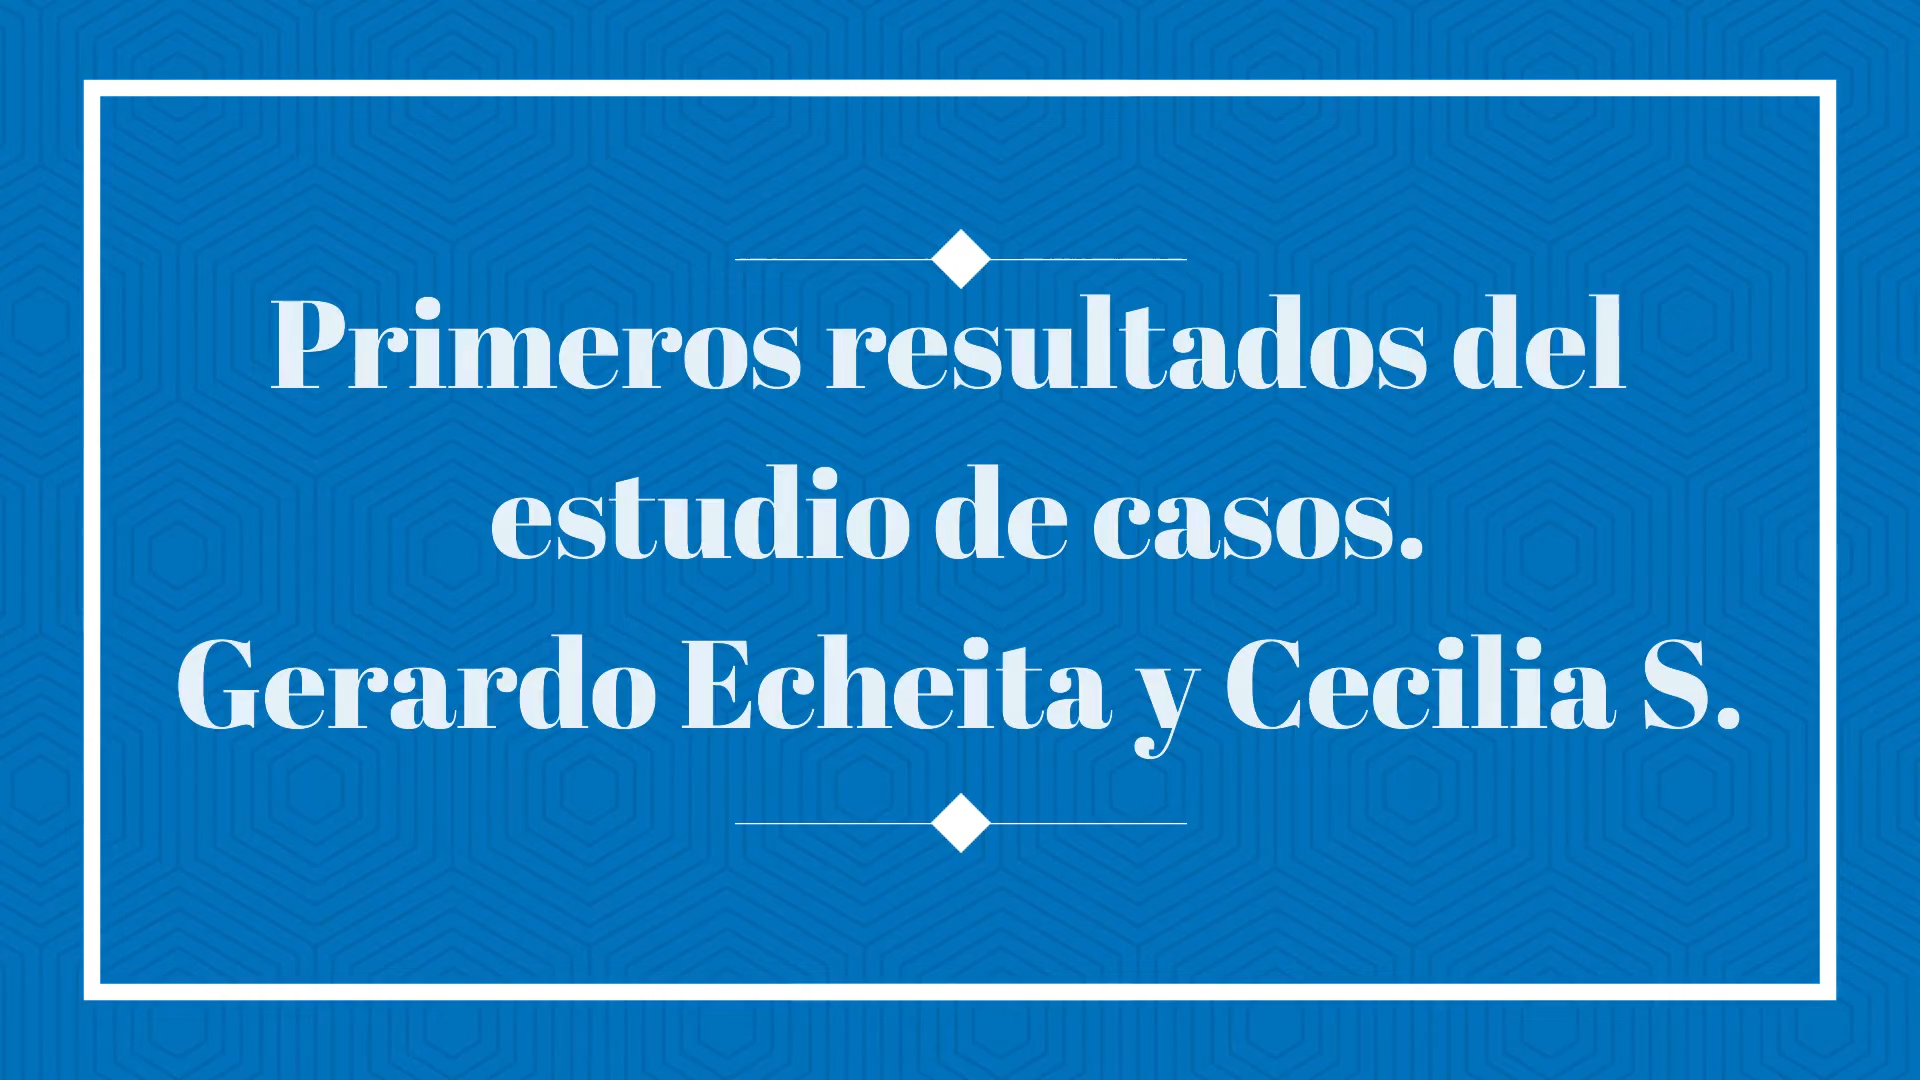 Primeros resultados del
estudio de casos.
Gerardo Echeita y Cecilia S.